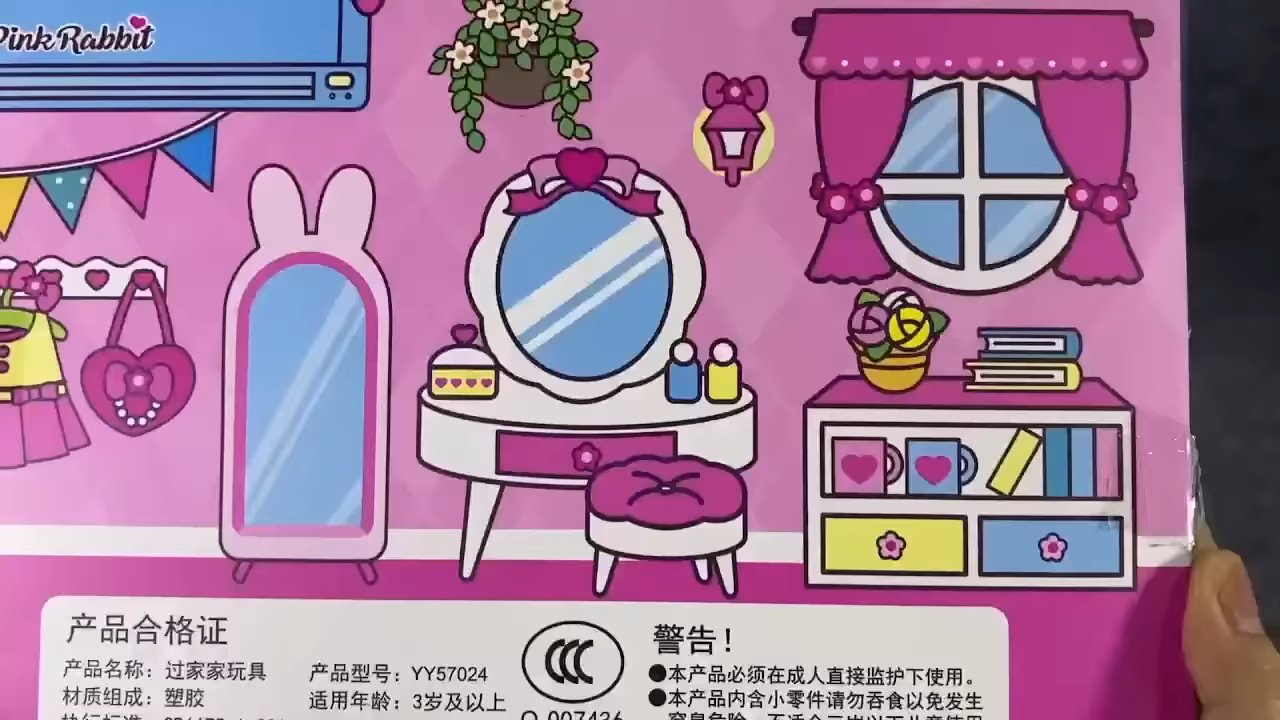 Pink Rabbit
产品合格证
产品名称：过家家玩具
产品型号：YY57024
材质组成：塑胶
适用年龄：3岁及以上
警告！
●本产品必须在成人直接监护下使用。
●本产品内含小零件请勿吞食以免发生